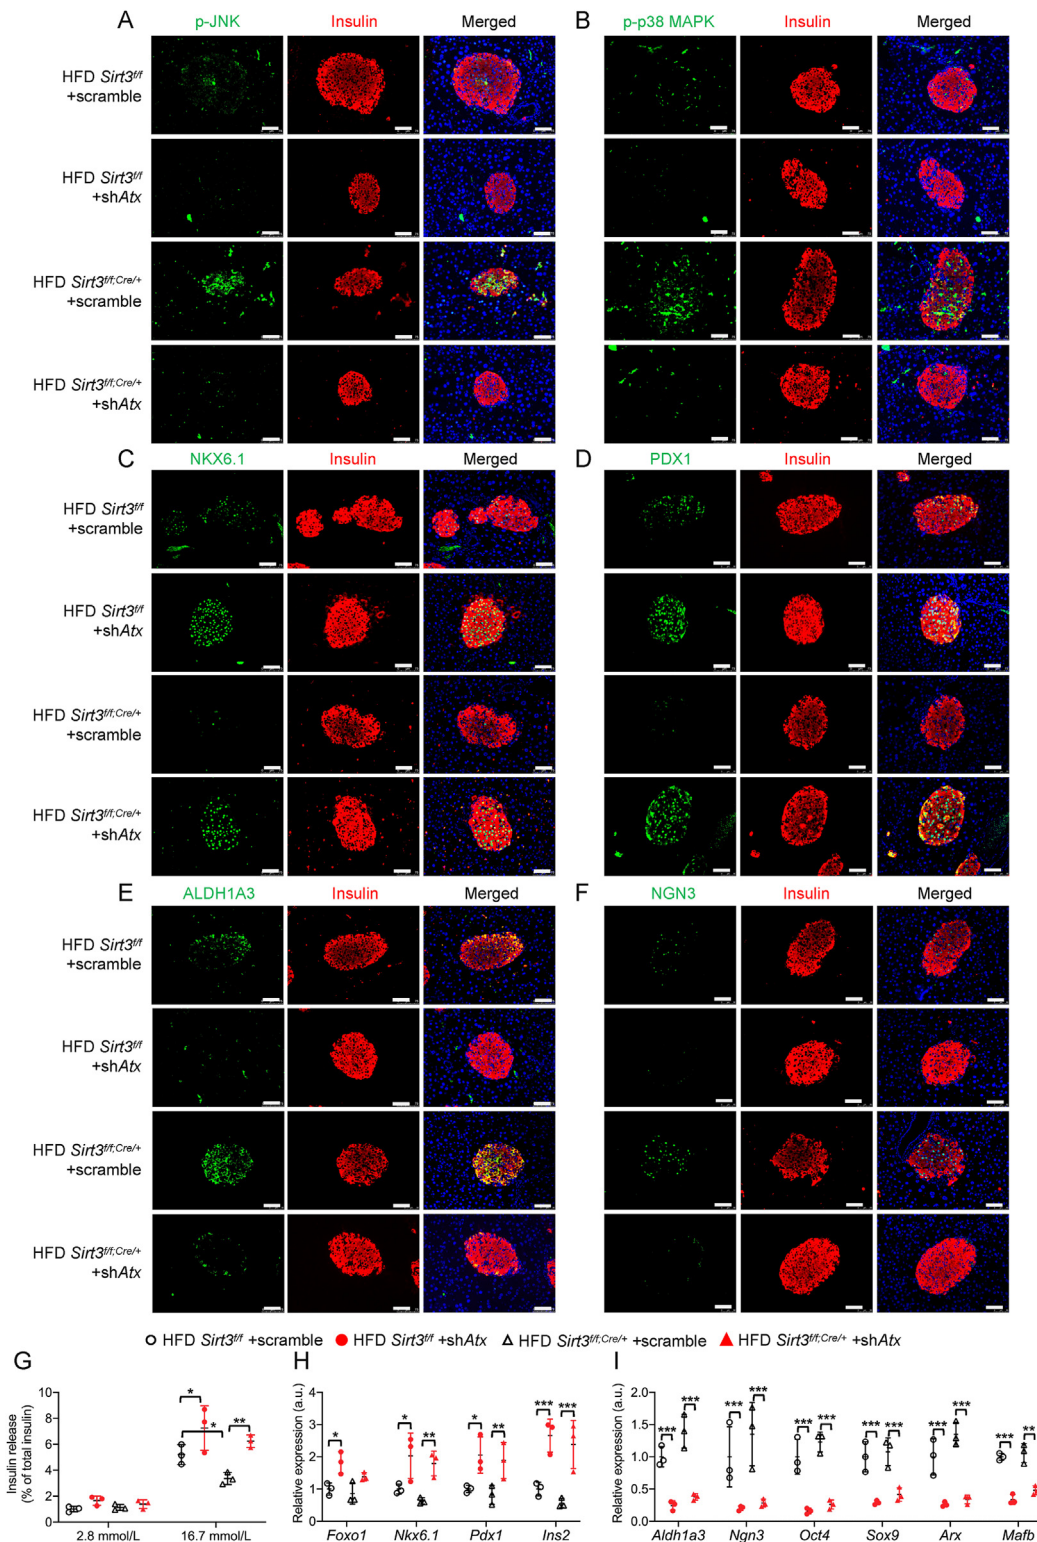 A p-JNK Insulin Merged
HFD Sirt3f/f +scramble
HFD Sirt3f/f +shAtx
HFD Sirt3f/f;Cre/+ +scramble
HFD Sirt3f/f;Cre/+ +shAtx
B p-p38 MAPK Insulin Merged
C NKX6.1 Insulin Merged
HFD Sirt3f/f +scramble
HFD Sirt3f/f +shAtx
HFD Sirt3f/f;Cre/+ +scramble
HFD Sirt3f/f;Cre/+ +shAtx
D PDX1 Insulin Merged
E ALDH1A3 Insulin Merged
HFD Sirt3f/f +scramble
HFD Sirt3f/f +shAtx
HFD Sirt3f/f;Cre/+ +scramble
HFD Sirt3f/f;Cre/+ +shAtx
F NGN3 Insulin Merged
HFD Sirt3f/f +scramble HFD Sirt3f/f +shAtx HFD Sirt3f/f;Cre/+ +scramble HFD Sirt3f/f;Cre/+ +shAtx
G
Insulin release
(% of total insulin)
10
8
6
4
2
0
* * **
2.8 mmol/L 16.7 mmol/L
H
Relative expression (a.u.)
4
3
2
1
0
* * ** * ** *** ***
Foxo1 Nkx6.1 Pdx1 Ins2
I
Relative expression (a.u.)
2.0
1.5
1.0
0.5
0.0
*** *** *** *** *** *** *** *** *** *** *** **
Aldh1a3 Ngn3 Oct4 Sox9 Arx Mafb